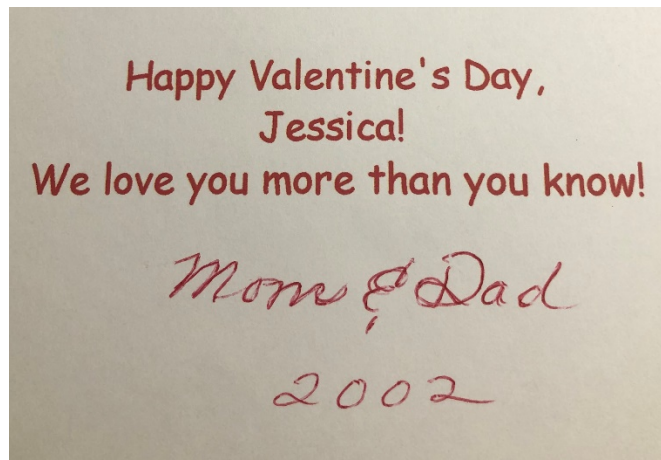 Happy Valentine's Day,
Jessica!
We love you more than you know!
Mom & Dad
2002